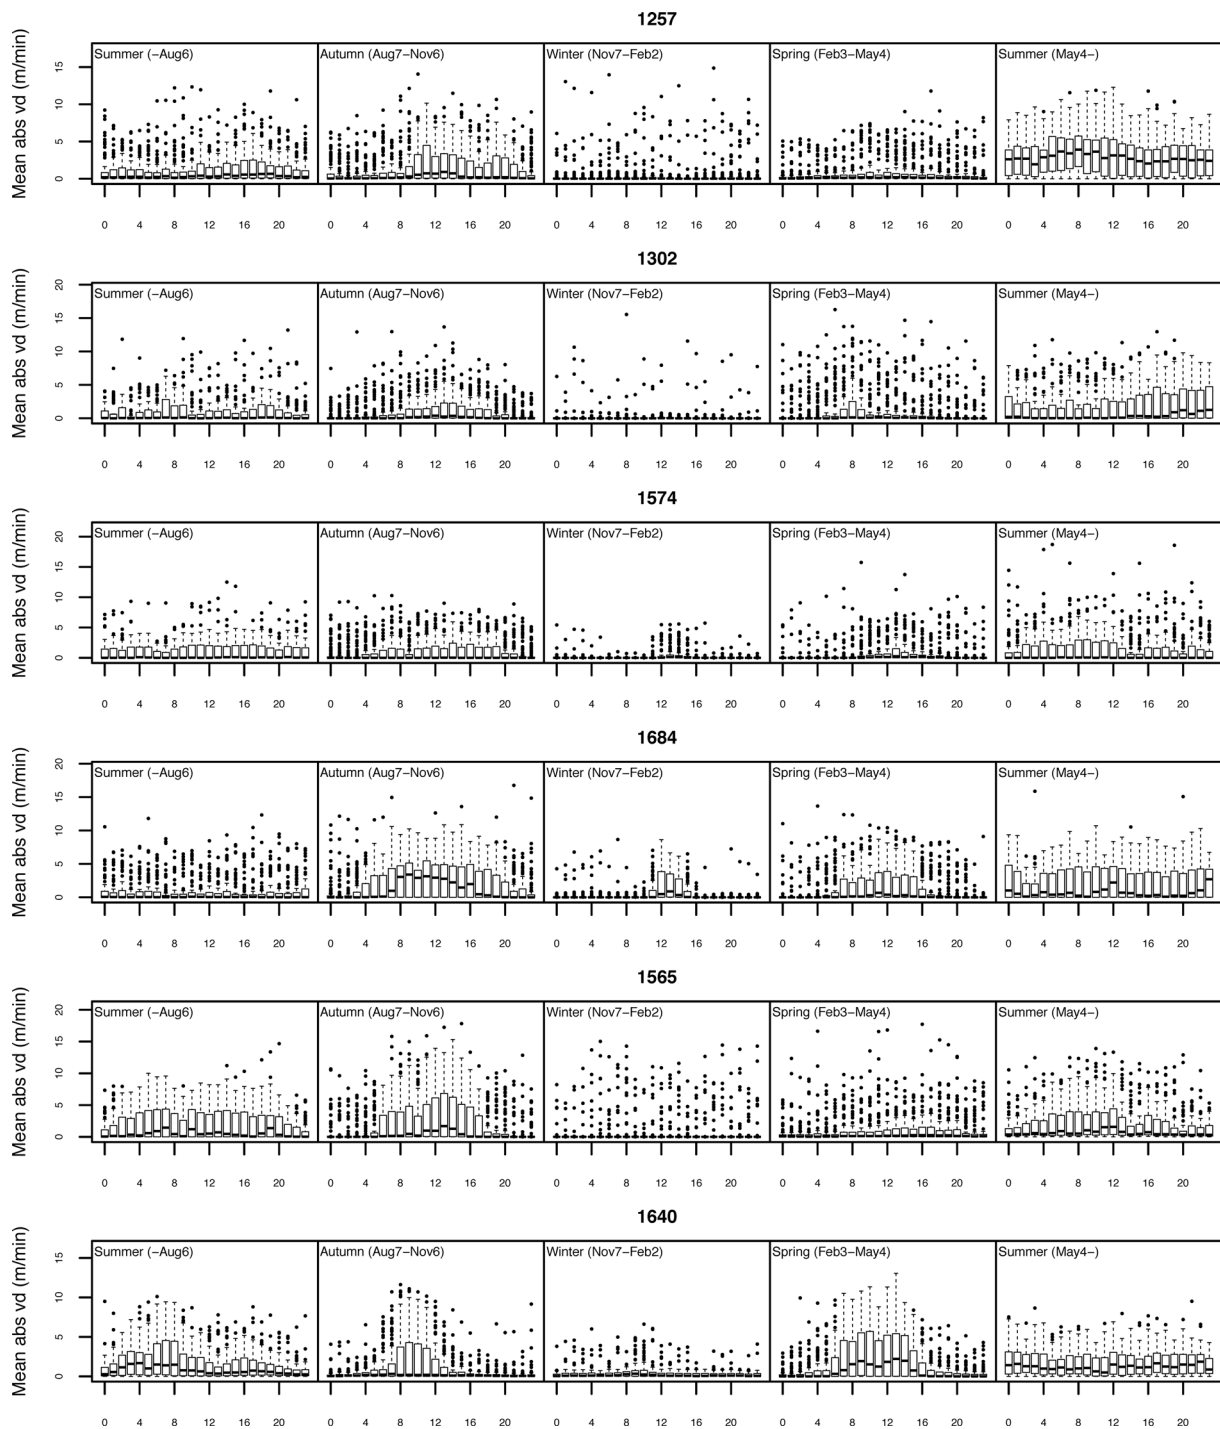 1257
Mean abs vd (m/min)
0 5 10 15
Summer (−Aug6) Autumn (Aug7−Nov6) Winter (Nov7−Feb2) Spring (Feb3−May4) Summer (May4−)
0 4 8 12 16 20 0 4 8 12 16 20 0 4 8 12 16 20 0 4 8 12 16 20 0 4 8 12 16 20
1302
Mean abs vd (m/min)
0 5 10 15 20
Summer (−Aug6) Autumn (Aug7−Nov6) Winter (Nov7−Feb2) Spring (Feb3−May4) Summer (May4−)
0 4 8 12 16 20 0 4 8 12 16 20 0 4 8 12 16 20 0 4 8 12 16 20 0 4 8 12 16 20
1574
Mean abs vd (m/min)
0 5 10 15 20
Summer (−Aug6) Autumn (Aug7−Nov6) Winter (Nov7−Feb2) Spring (Feb3−May4) Summer (May4−)
0 4 8 12 16 20 0 4 8 12 16 20 0 4 8 12 16 20 0 4 8 12 16 20 0 4 8 12 16 20
1684
Mean abs vd (m/min)
0 5 10 15 20
Summer (−Aug6) Autumn (Aug7−Nov6) Winter (Nov7−Feb2) Spring (Feb3−May4) Summer (May4−)
0 4 8 12 16 20 0 4 8 12 16 20 0 4 8 12 16 20 0 4 8 12 16 20 0 4 8 12 16 20
1565
Mean abs vd (m/min)
0 5 10 15 20
Summer (−Aug6) Autumn (Aug7−Nov6) Winter (Nov7−Feb2) Spring (Feb3−May4) Summer (May4−)
0 4 8 12 16 20 0 4 8 12 16 20 0 4 8 12 16 20 0 4 8 12 16 20 0 4 8 12 16 20
1640
Mean abs vd (m/min)
0 5 10 15
Summer (−Aug6) Autumn (Aug7−Nov6) Winter (Nov7−Feb2) Spring (Feb3−May4) Summer (May4−)
0 4 8 12 16 20 0 4 8 12 16 20 0 4 8 12 16 20 0 4 8 12 16 20 0 4 8 12 16 20